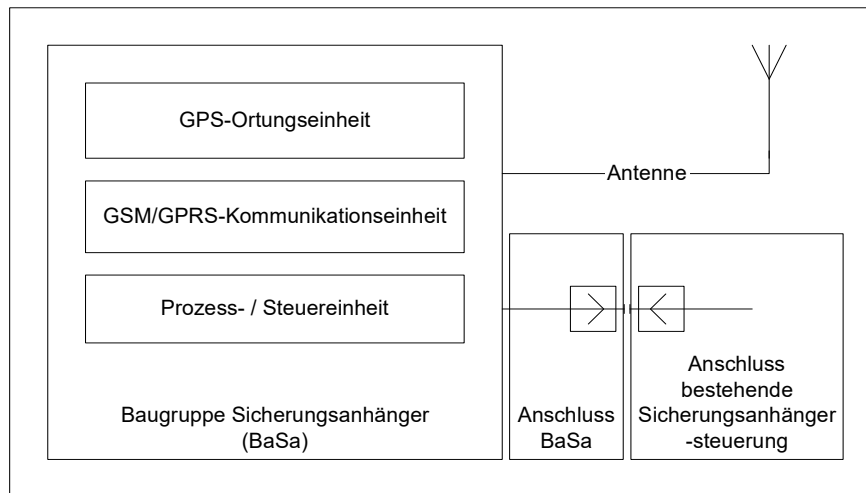 GPS-Ortungseinheit
GSM/GPRS-Kommunikationseinheit
Prozess- / Steuereinheit
Baugruppe Sicherungsanhänger
(BaSa)
Antenne
Anschluss
BaSa
Anschluss
bestehende
Sicherungsanhänger
-steuerung